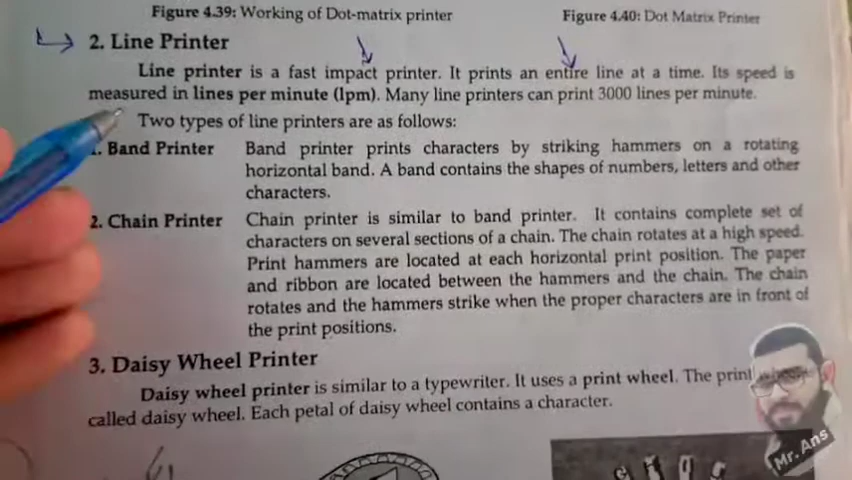 Figure 4.39: Working of Dot-matrix printer
Figure 4.40: Dot Matrix Printer
2. Line Printer
Line printer is a fast impact printer. It prints an entire line at a time. Its speed is
measured in lines per minute (lpm). Many line printers can print 3000 lines per minute.
Two types of line printers are as follows:
1. Band Printer Band printer prints characters by striking hammers on a rotating
horizontal band. A band contains the shapes of numbers, letters and other
characters.
2. Chain Printer Chain printer is similar to band printer. It contains complete set of
characters on several sections of a chain. The chain rotates at a high speed.
Print hammers are located at each horizontal print position. The paper
and ribbon are located between the hammers and the chain. The chain
rotates and the hammers strike when the proper characters are in front of
the print positions.
3. Daisy Wheel Printer
Daisy wheel printer is similar to a typewriter. It uses a print wheel. The print
called daisy wheel. Each petal of daisy wheel contains a character.
Mr. Ans